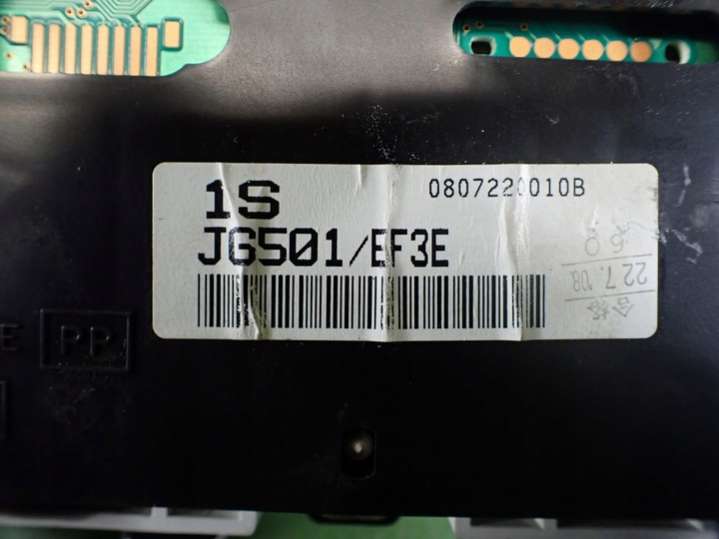 1S
0807220010B
JG501/EF3E
22.7.08
合格
E
PP